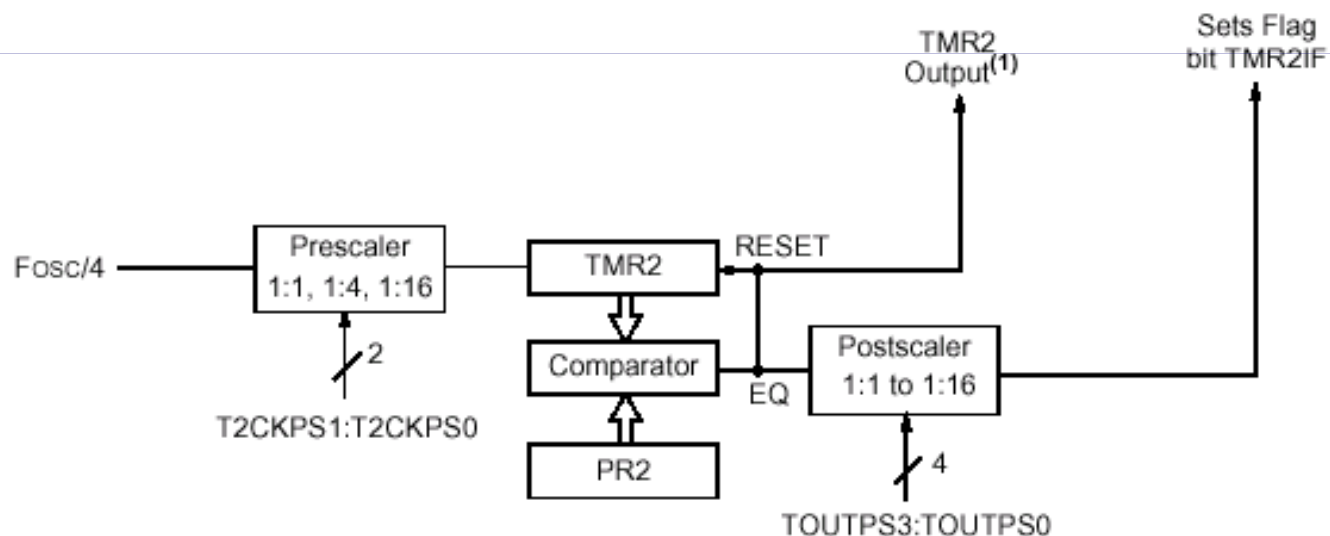 TMR2
Output(1)
Sets Flag
bit TMR2IF
Fosc/4
Prescaler
1:1, 1:4, 1:16
2
T2CKPS1:T2CKPS0
TMR2
RESET
Comparator
EQ
PR2
Postscaler
1:1 to 1:16
4
TOUTPS3:TOUTPS0